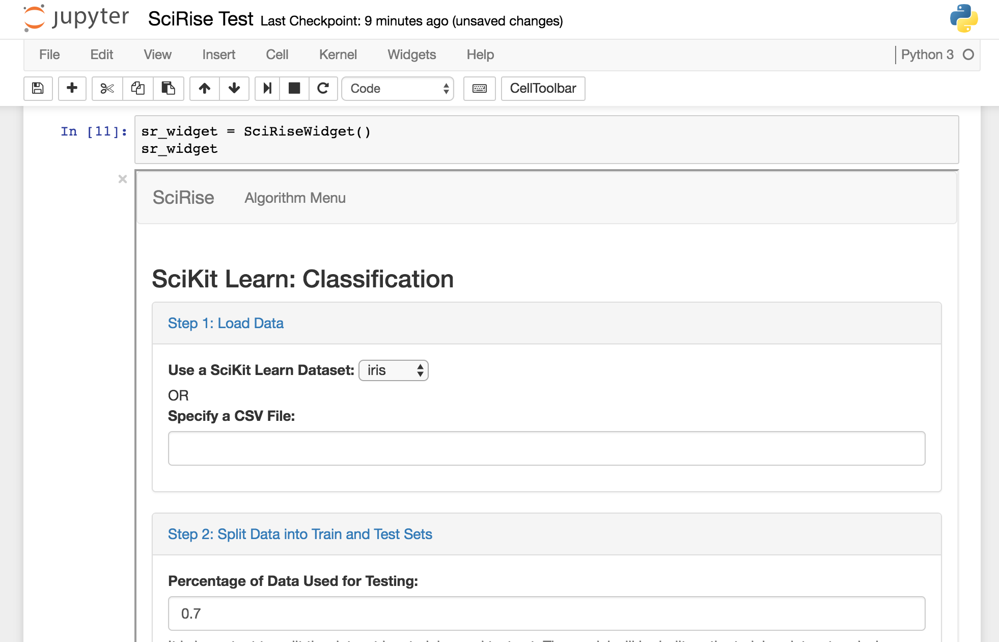 jupyter SciRise Test Last Checkpoint: 9 minutes ago (unsaved changes)
File Edit View Insert Cell Kernel Widgets Help Python 3
Code CellToolbar
In [11]: sr_widget = SciRiseWidget()
sr_widget
SciRise Algorithm Menu
SciKit Learn: Classification
Step 1: Load Data
Use a SciKit Learn Dataset: iris
OR
Specify a CSV File:
Step 2: Split Data into Train and Test Sets
Percentage of Data Used for Testing:
0.7